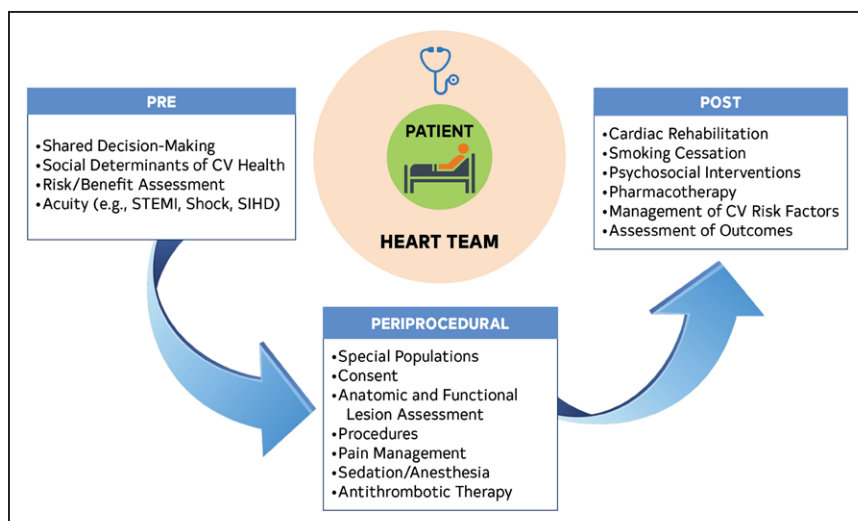 PRE
•Shared Decision-Making
•Social Determinants of CV Health
•Risk/Benefit Assessment
•Acuity (e.g., STEMI, Shock, SIHD)
PATIENT
HEART TEAM
POST
•Cardiac Rehabilitation
•Smoking Cessation
•Psychosocial Interventions
•Pharmacotherapy
•Management of CV Risk Factors
•Assessment of Outcomes
PERIPROCEDURAL
•Special Populations
•Consent
•Anatomic and Functional
Lesion Assessment
•Procedures
•Pain Management
•Sedation/Anesthesia
•Antithrombotic Therapy